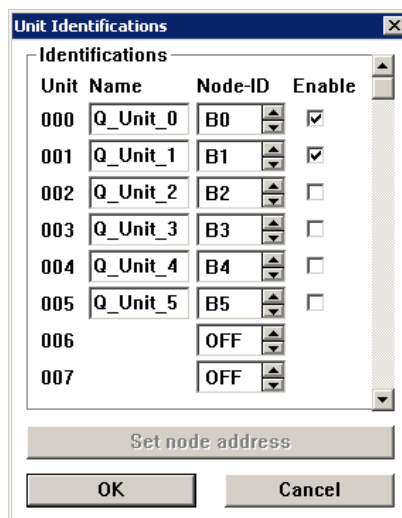 Unit Identifications
Identifications
Unit Name Node-ID Enable
000 Q_Unit_0 B0
001 Q_Unit_1 B1
002 Q_Unit_2 B2
003 Q_Unit_3 B3
004 Q_Unit_4 B4
005 Q_Unit_5 B5
006 OFF
007 OFF
Set node address
OK Cancel